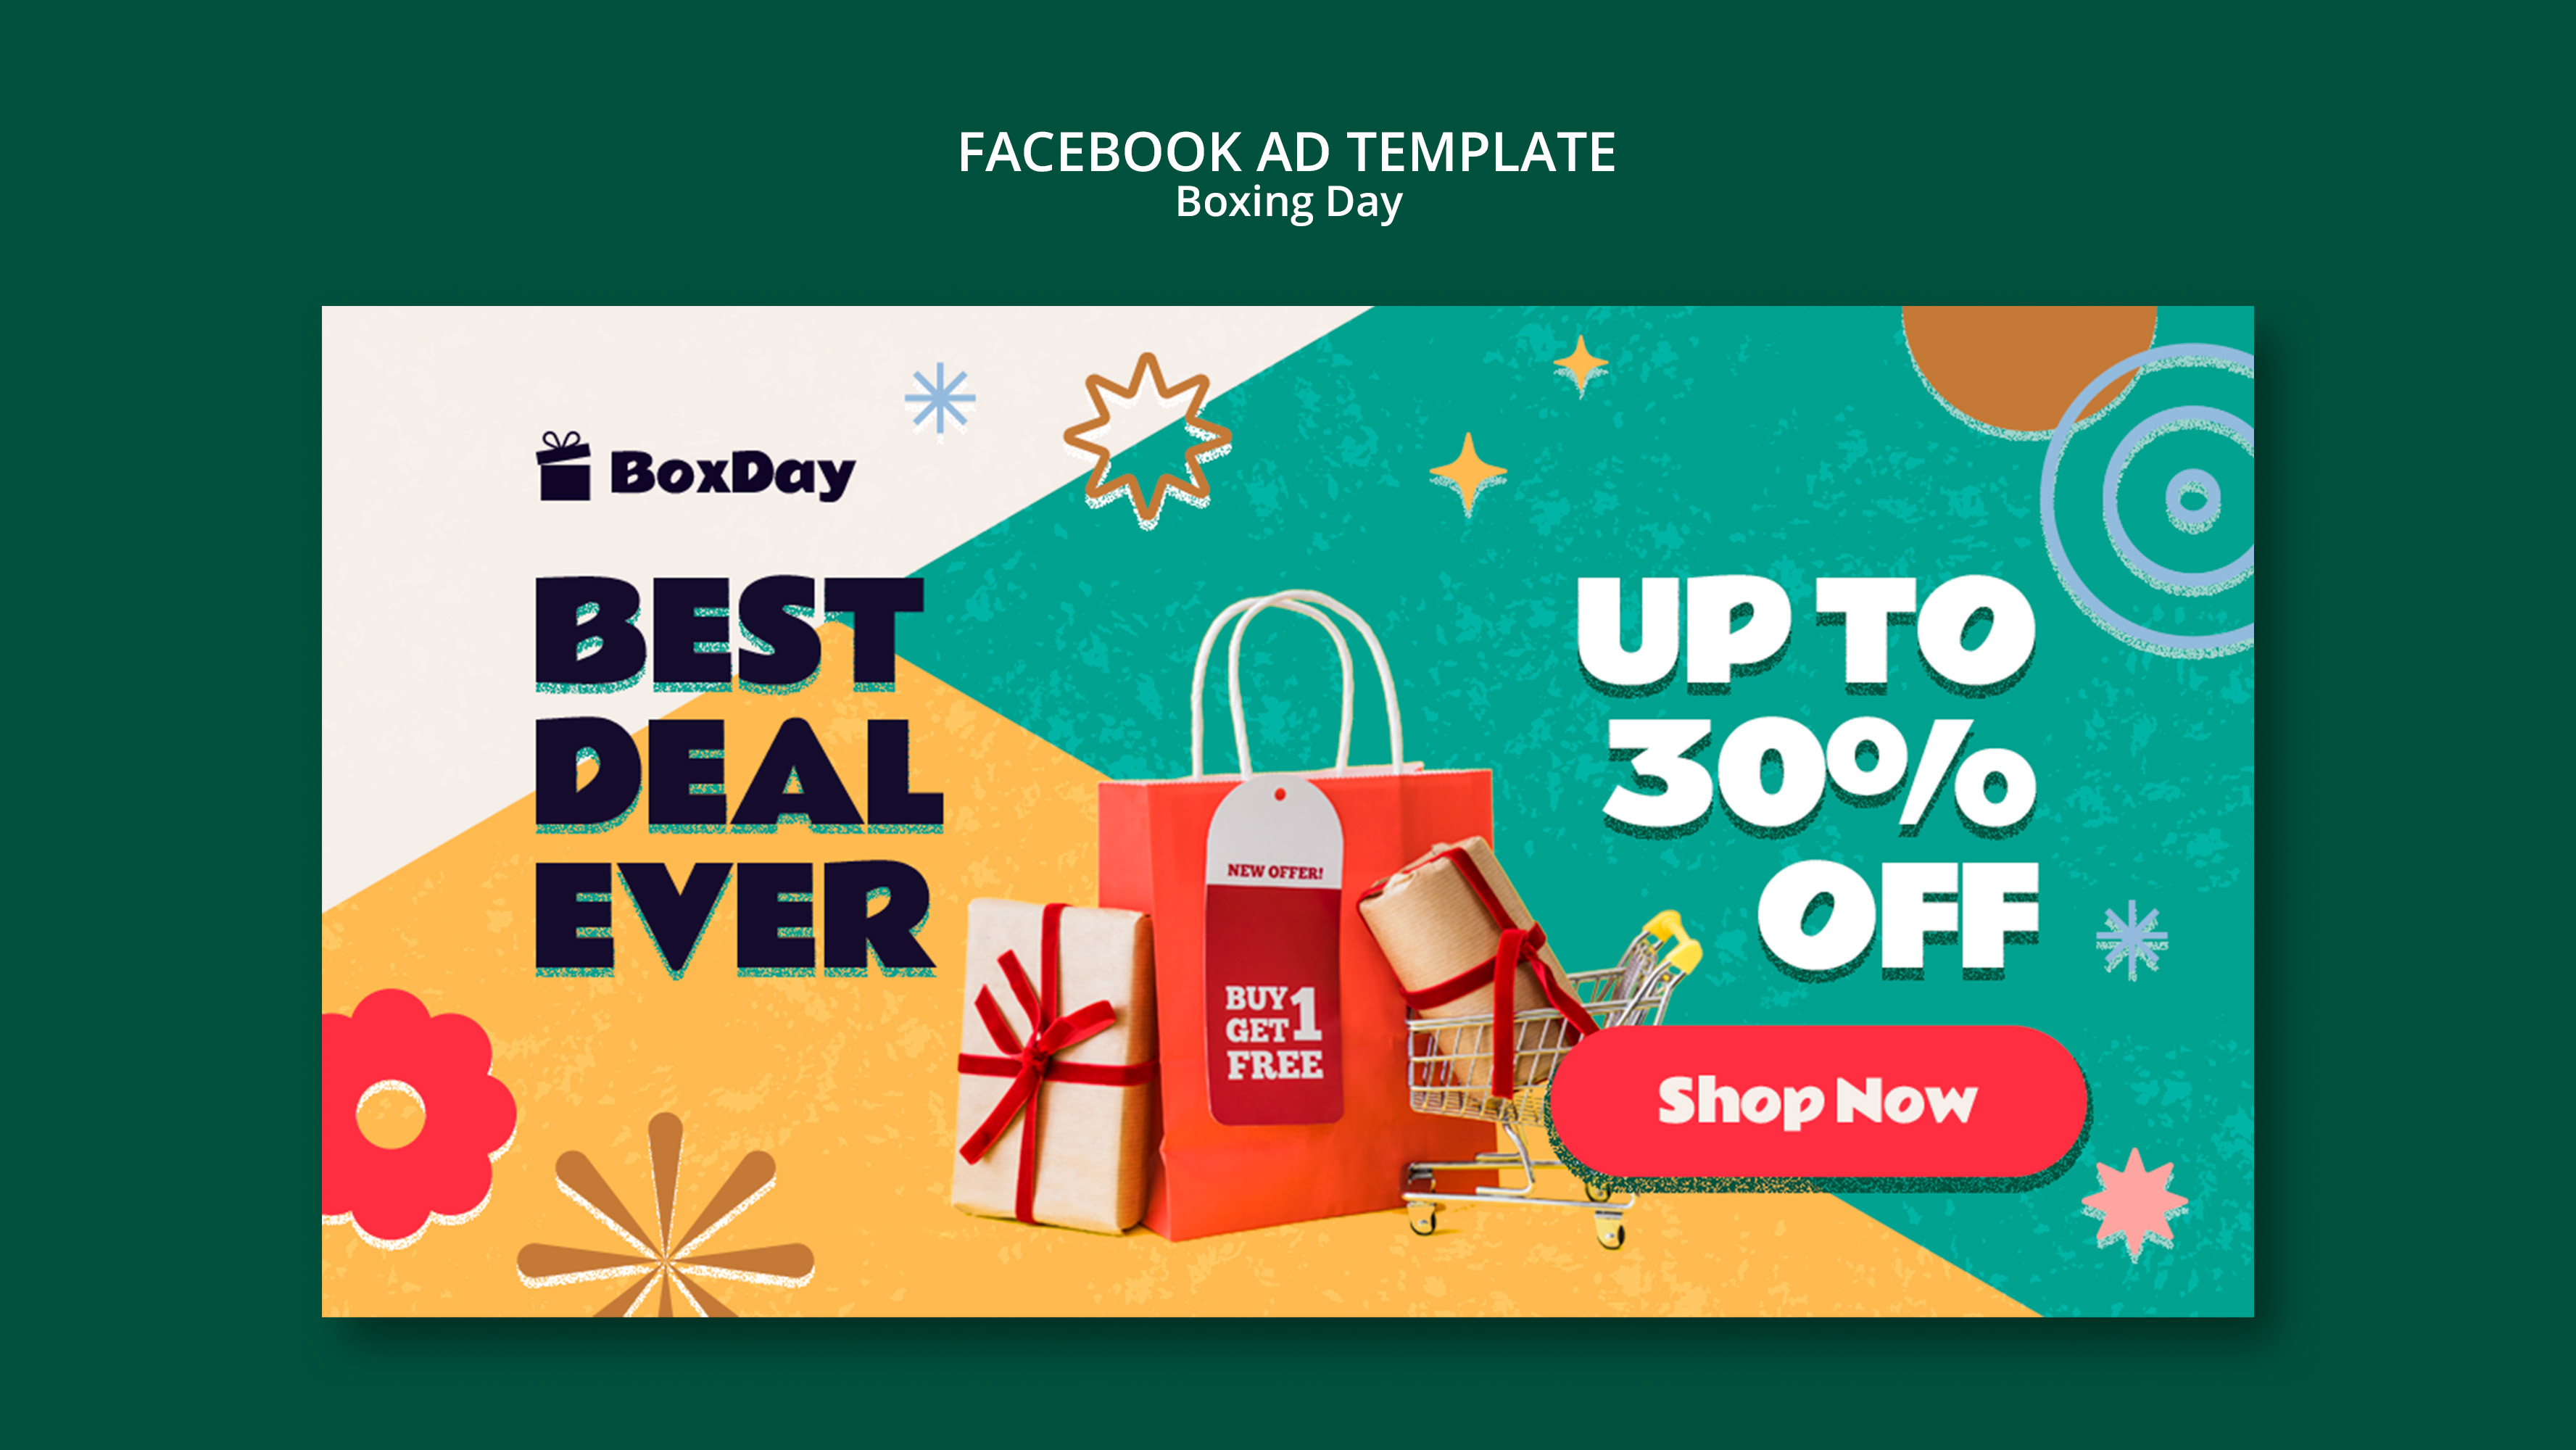 FACEBOOK AD TEMPLATE
Boxing Day
BoxDay
BEST
DEAL
EVER
NEW OFFER!
BUY 1
GET
FREE
UP TO
30%
OFF
Shop Now